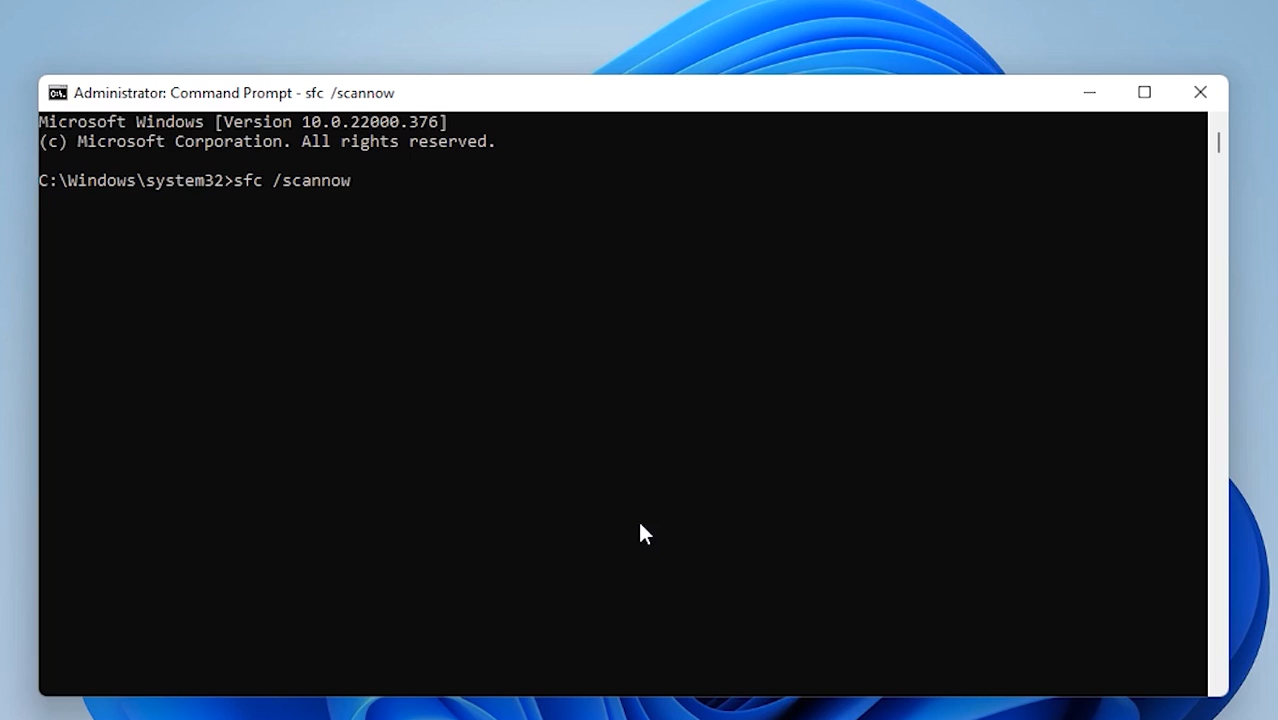 Administrator: Command Prompt - sfc  /scannow
Microsoft Windows [Version 10.0.22000.376]
(c) Microsoft Corporation. All rights reserved.
C:\Windows\system32>sfc /scannow